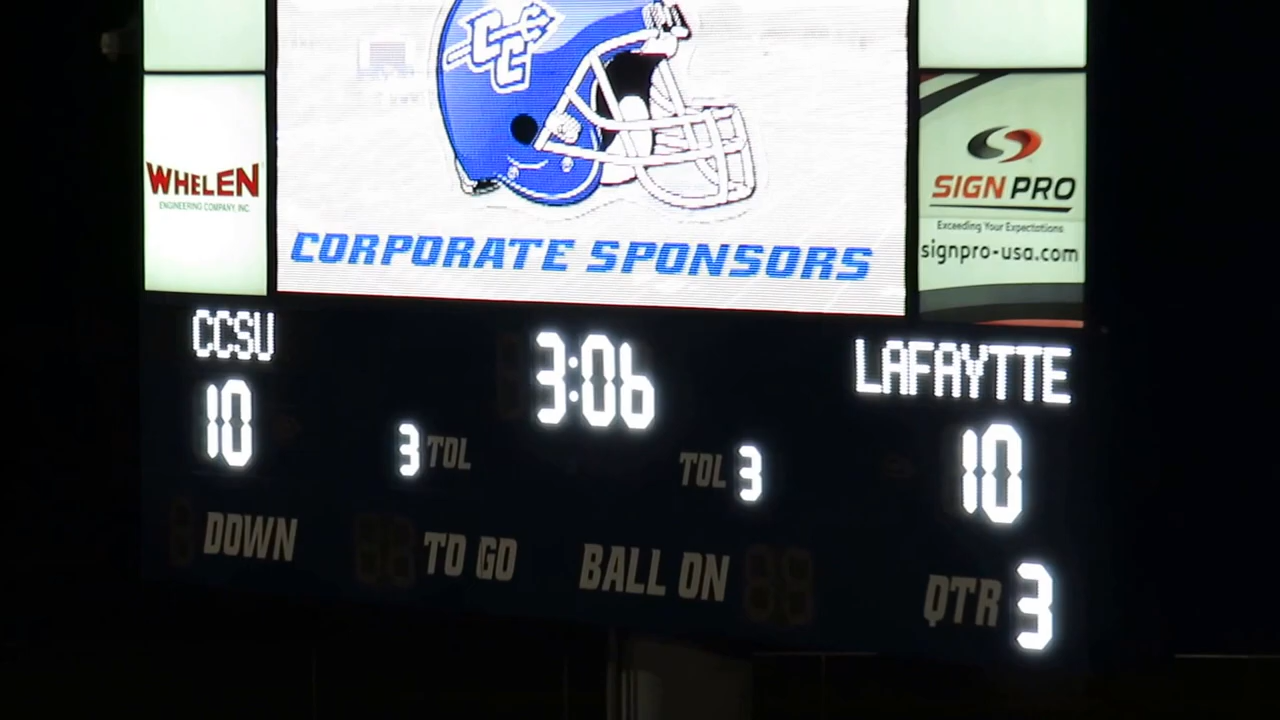 CC
WHELEN
ENGINEERING COMPANY, INC.
SIGN PRO
Exceeding Your Expectations
signpro-usa.com
CORPORATE SPONSORS
CCSU
3:06
LAFAYTTE
10
3 TOL
TOL 3
10
DOWN
TO GO
BALL ON
QTR 3